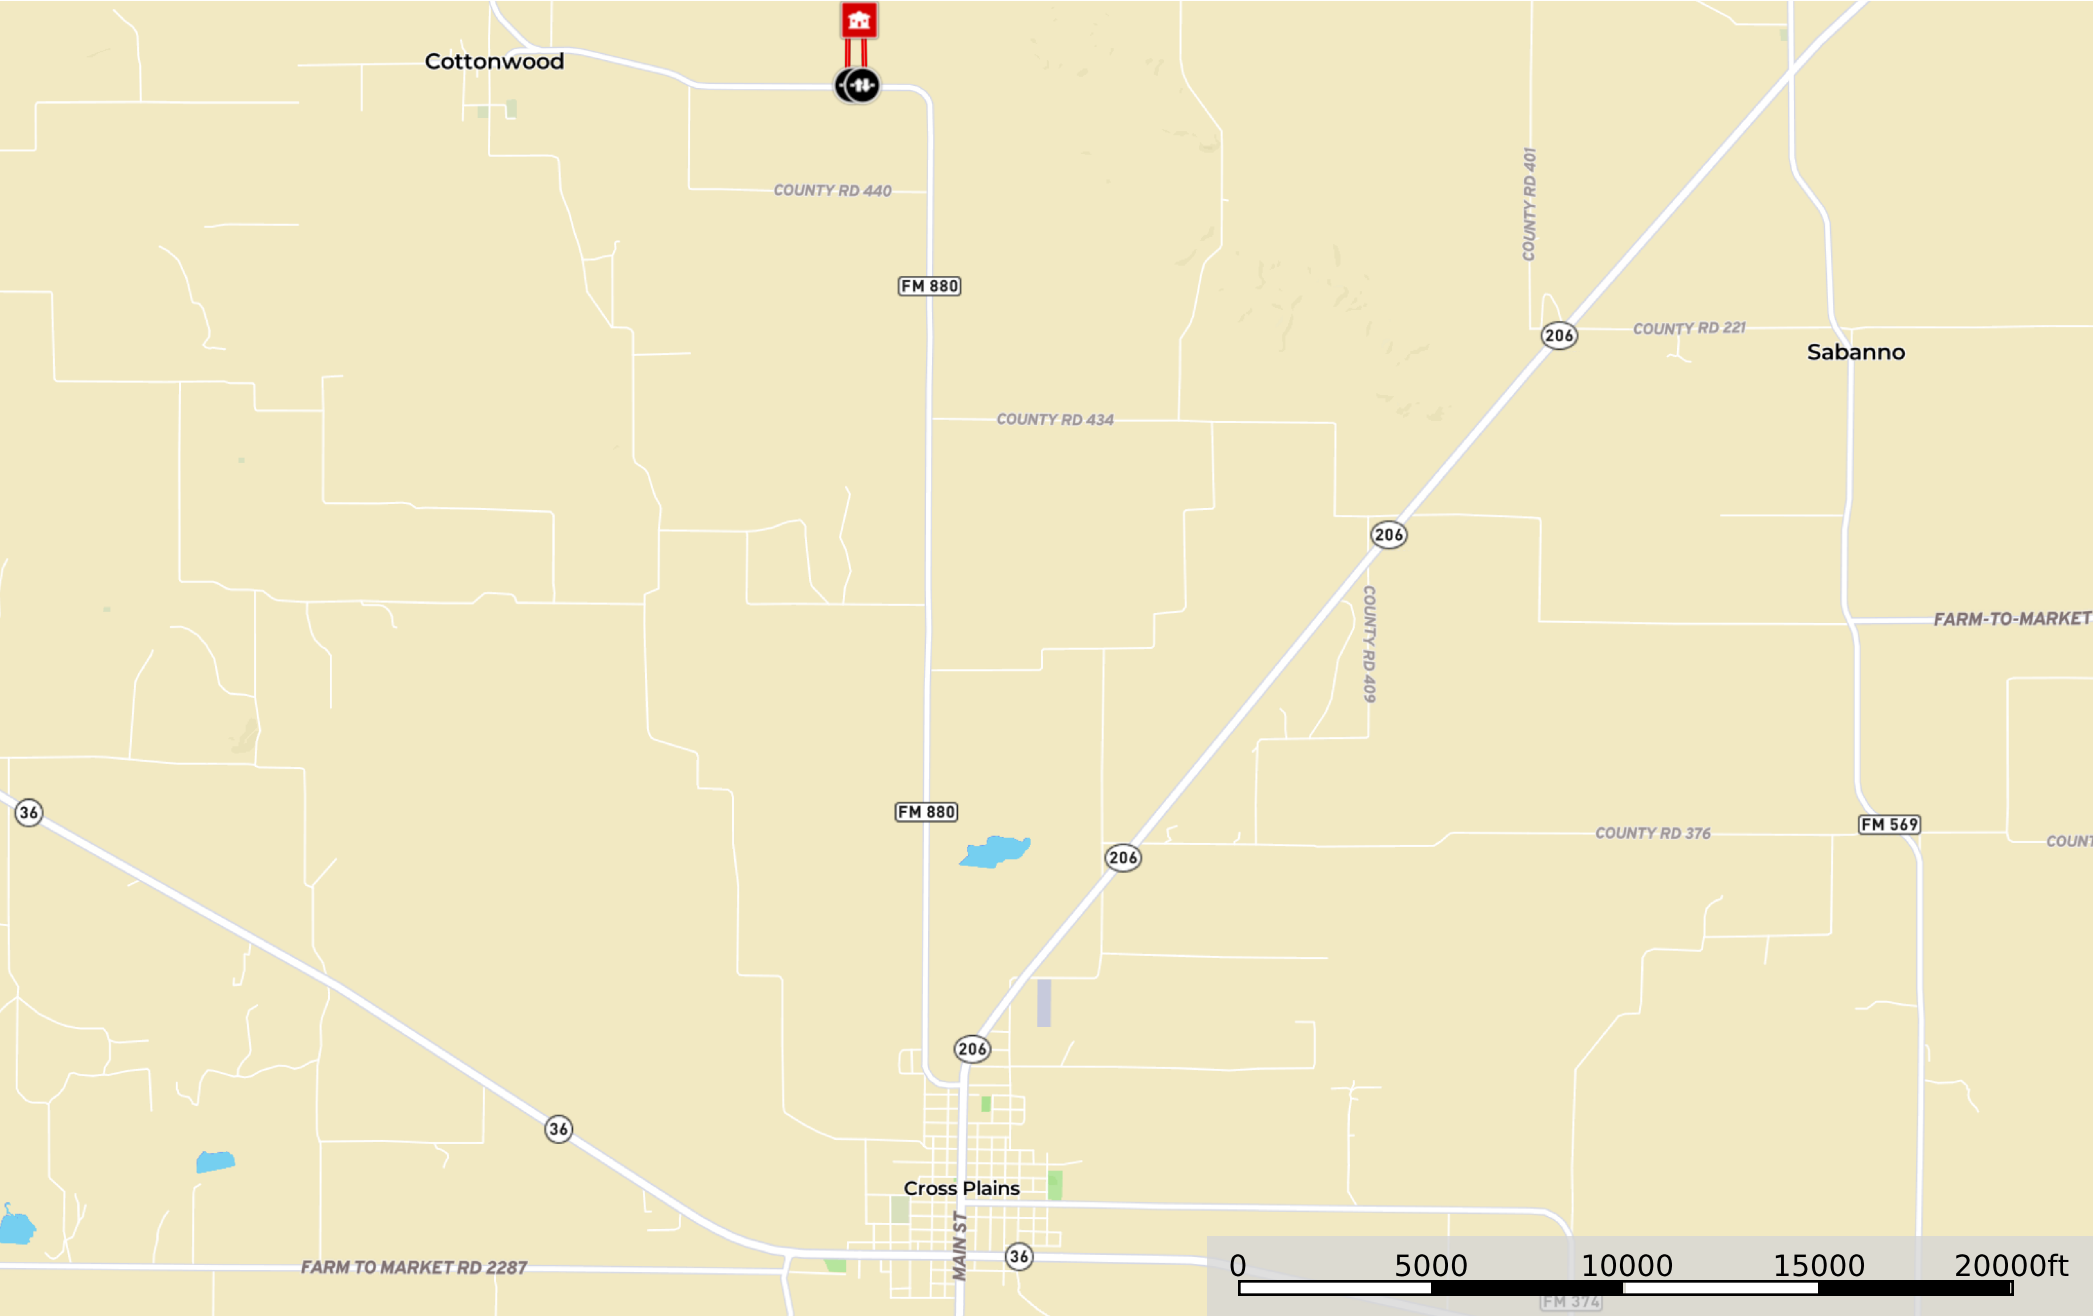 Cottonwood
COUNTY RD 440
COUNTY RD 401
FM 880
206
COUNTY RD 221
Sabanno
COUNTY RD 434
206
COUNTY RD 409
FARM-TO-MARKET
36
FM 880
206
COUNTY RD 376
FM 569
COUNT
206
36
Cross Plains
MAIN ST
36
FARM TO MARKET RD 2287
0 5000 10000 15000 20000ft
FM 374